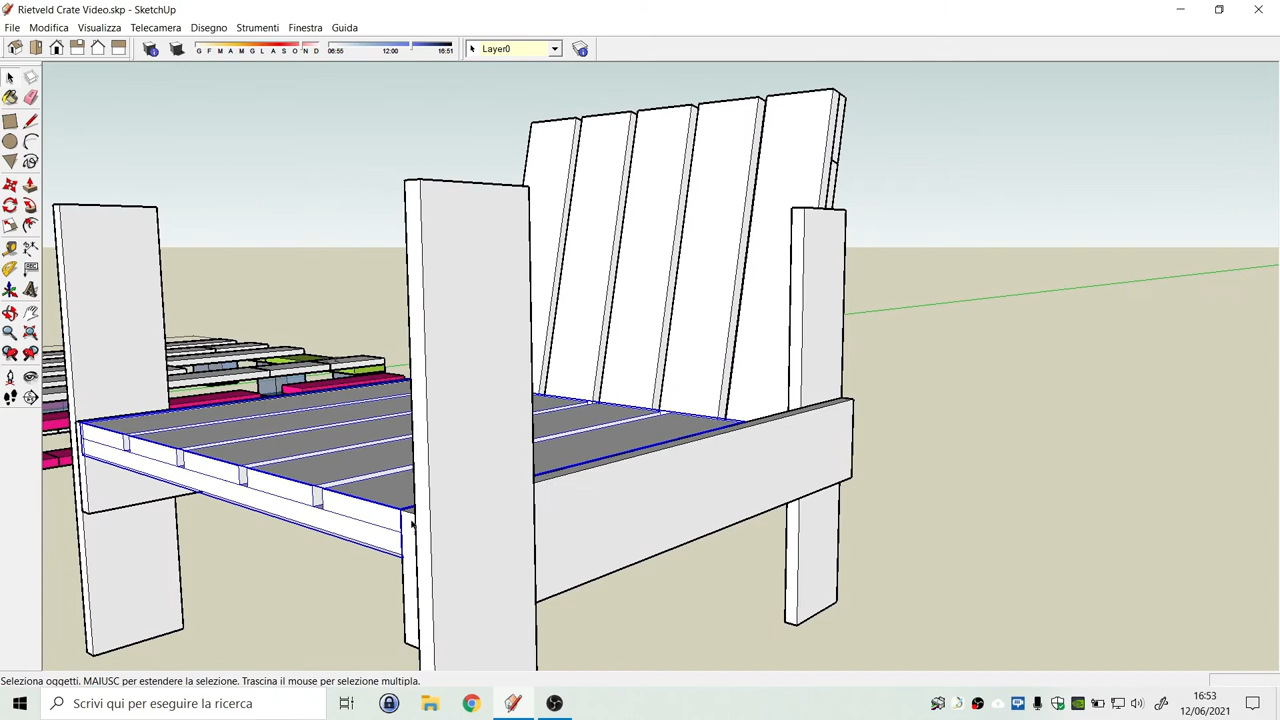 Rietveld Crate Video.skp - SketchUp
File Modifica Visualizza Telecamera Disegno Strumenti Finestra Guida
G F M A M G L A S O N D 06:55 12:00 16:51 Layer0
ABC
Seleziona oggetti. MAIUSC per estendere la selezione. Trascina il mouse per selezione multipla.
Scrivi qui per eseguire la ricerca
16:53
12/06/2021